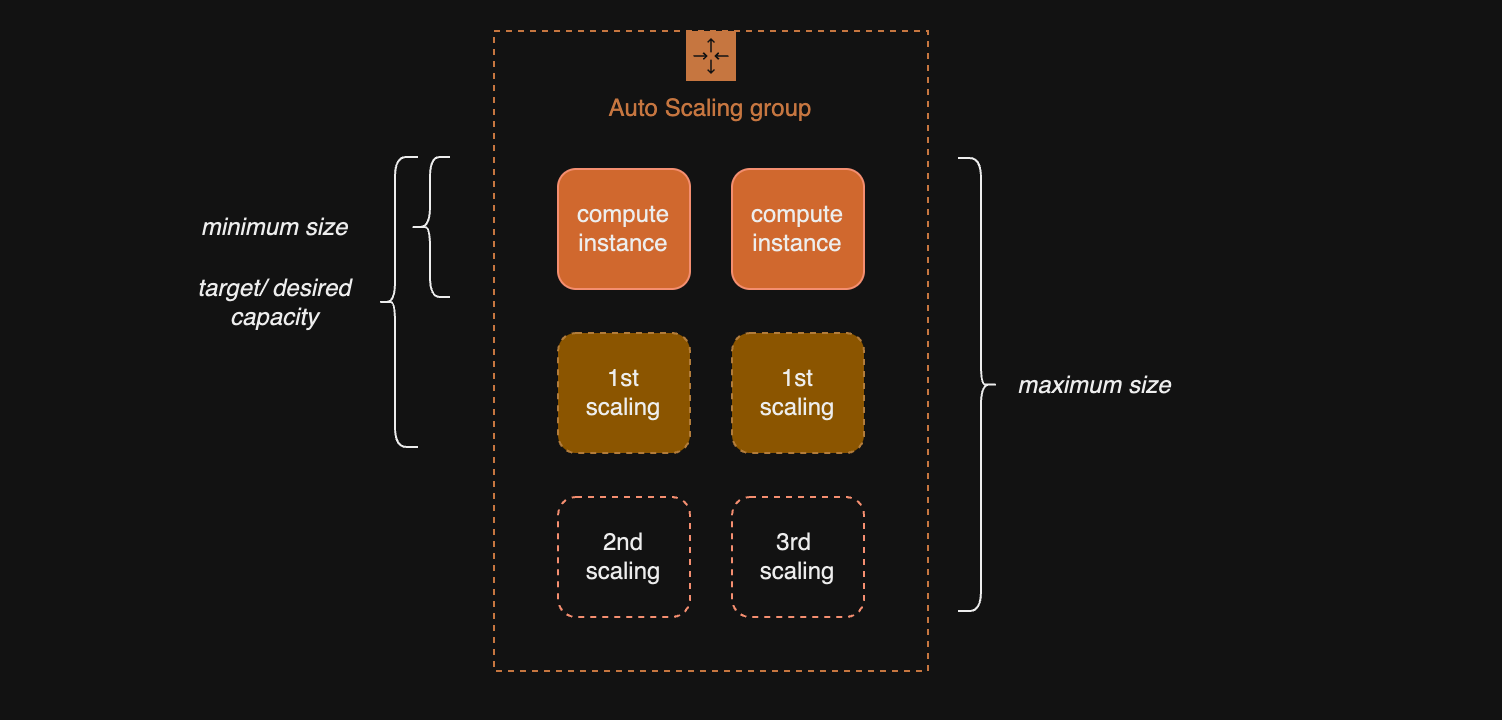 Auto Scaling group
minimum size
target/ desired
capacity
compute
instance
compute
instance
1st
scaling
1st
scaling
2nd
scaling
3rd
scaling
maximum size